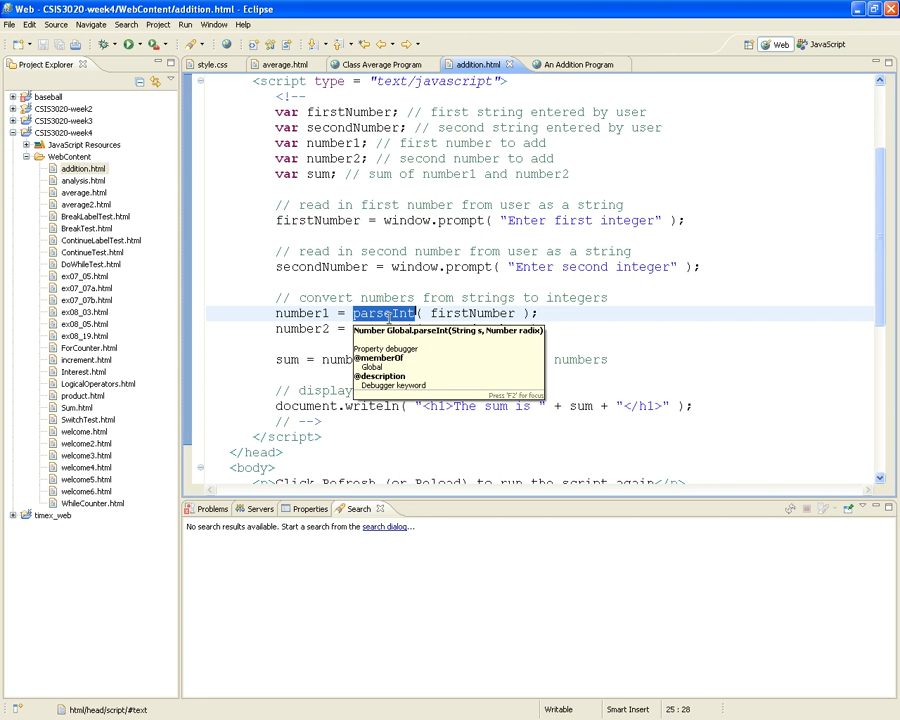 Web - CSIS3020-week4/WebContent/addition.html - Eclipse
File Edit Source Navigate Search Project Run Window Help
Web JavaScript
Project Explorer
style.css average.html Class Average Program addition.html An Addition Program
baseball
CSIS3020-week2
CSIS3020-week3
CSIS3020-week4
JavaScript Resources
WebContent
addition.html
analysis.html
average.html
average2.html
BreakLabelTest.html
BreakTest.html
ContinueLabelTest.html
ContinueTest.html
DoWhileTest.html
ex07_05.html
ex07_07a.html
ex07_07b.html
ex08_03.html
ex08_05.html
ex08_19.html
ForCounter.html
increment.html
Interest.html
LogicalOperators.html
product.html
Sum.html
SwitchTest.html
welcome.html
welcome2.html
welcome3.html
welcome4.html
welcome5.html
welcome6.html
WhileCounter.html
timex_web
<script type = "text/javascript">
<!--
var firstNumber; // first string entered by user
var secondNumber; // second string entered by user
var number1; // first number to add
var number2; // second number to add
var sum; // sum of number1 and number2
// read in first number from user as a string
firstNumber = window.prompt( "Enter first integer" );
// read in second number from user as a string
secondNumber = window.prompt( "Enter second integer" );
// convert numbers from strings to integers
number1 = parseInt( firstNumber );
number2 =
Number Global.parseInt(String s, Number radix)
Property debugger
@memberOf
Global
@description
Debugger keyword
Press 'F2' for focus
sum = numb numbers
// display
document.writeln( "<h1>The sum is " + sum + "</h1>" );
// -->
</script>
</head>
<body>
<p>Click Refresh (or Reload) to run the script again</p>
Problems Servers Properties Search
No search results available. Start a search from the search dialog...
html/head/script/#text Writable Smart Insert 25 : 28